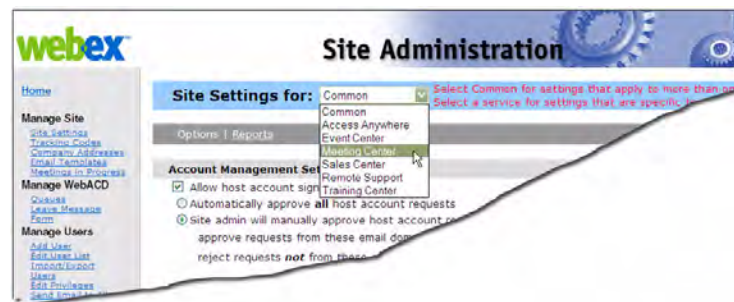 webex
Site Administration
Home
Site Settings for: Common
Select Common for settings that apply to more than on
Select a service for settings that are specific t
Common
Access Anywhere
Event Center
Meeting Center
Sales Center
Remote Support
Training Center
Options | Reports
Manage Site
Site Settings
Tracking Codes
Company Addresses
Email Templates
Meetings in Progress
Manage WebACD
Queues
Leave Message
Form
Manage Users
Add User
Edit User List
Import/Export
Users
Edit Privileges
Send Email to All
Account Management Set
Allow host account sign
Automatically approve all host account requests
Site admin will manually approve host account re
approve requests from these email dom
reject requests not from these